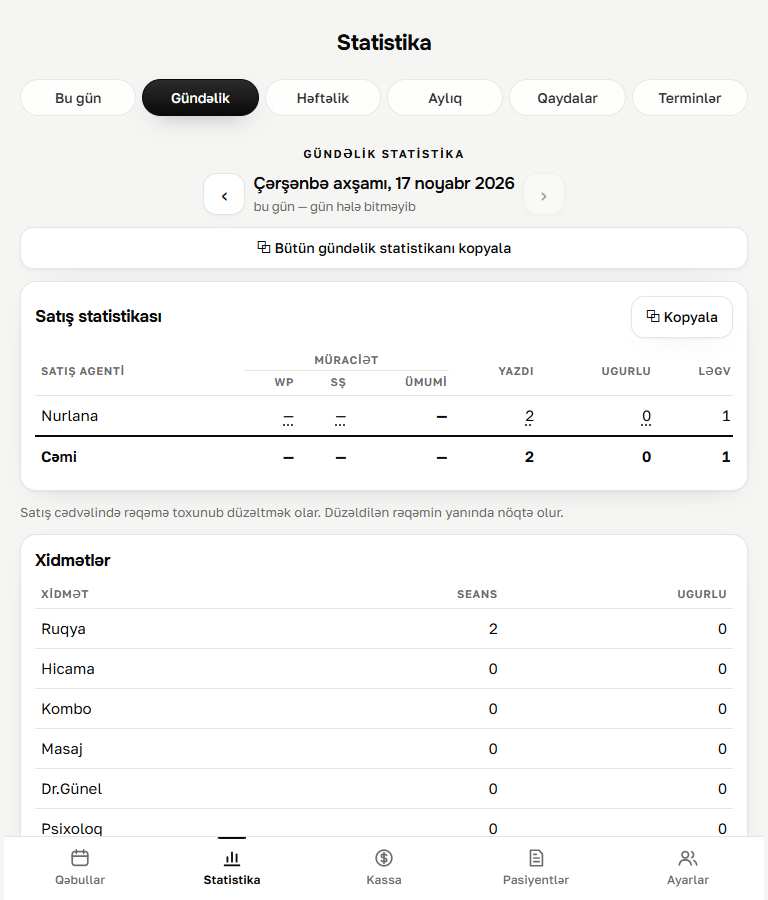 Statistika
Bu gün Gündəlik Həftəlik Aylıq Qaydalar Terminlər
GÜNDƏLİK STATİSTİKA
‹ Çərşənbə axşamı, 17 noyabr 2026 ›
bu gün — gün hələ bitməyib
Bütün gündəlik statistikanı kopyala
Satış statistikası Kopyala
SATIŞ AGENTİ MÜRACİƏT YAZDI UGURLU LƏGV
WP SŞ ÜMUMİ
Nurlana — — — 2 0 1
Cəmi — — — 2 0 1
Satış cədvəlində rəqəmə toxunub düzəltmək olar. Düzəldilən rəqəmin yanında nöqtə olur.
Xidmətlər
XİDMƏT SEANS UGURLU
Ruqya 2 0
Hicama 0 0
Kombo 0 0
Masaj 0 0
Dr.Günel 0 0
Psixoloq 0 0
Qəbullar Statistika Kassa Pasiyentlər Ayarlar